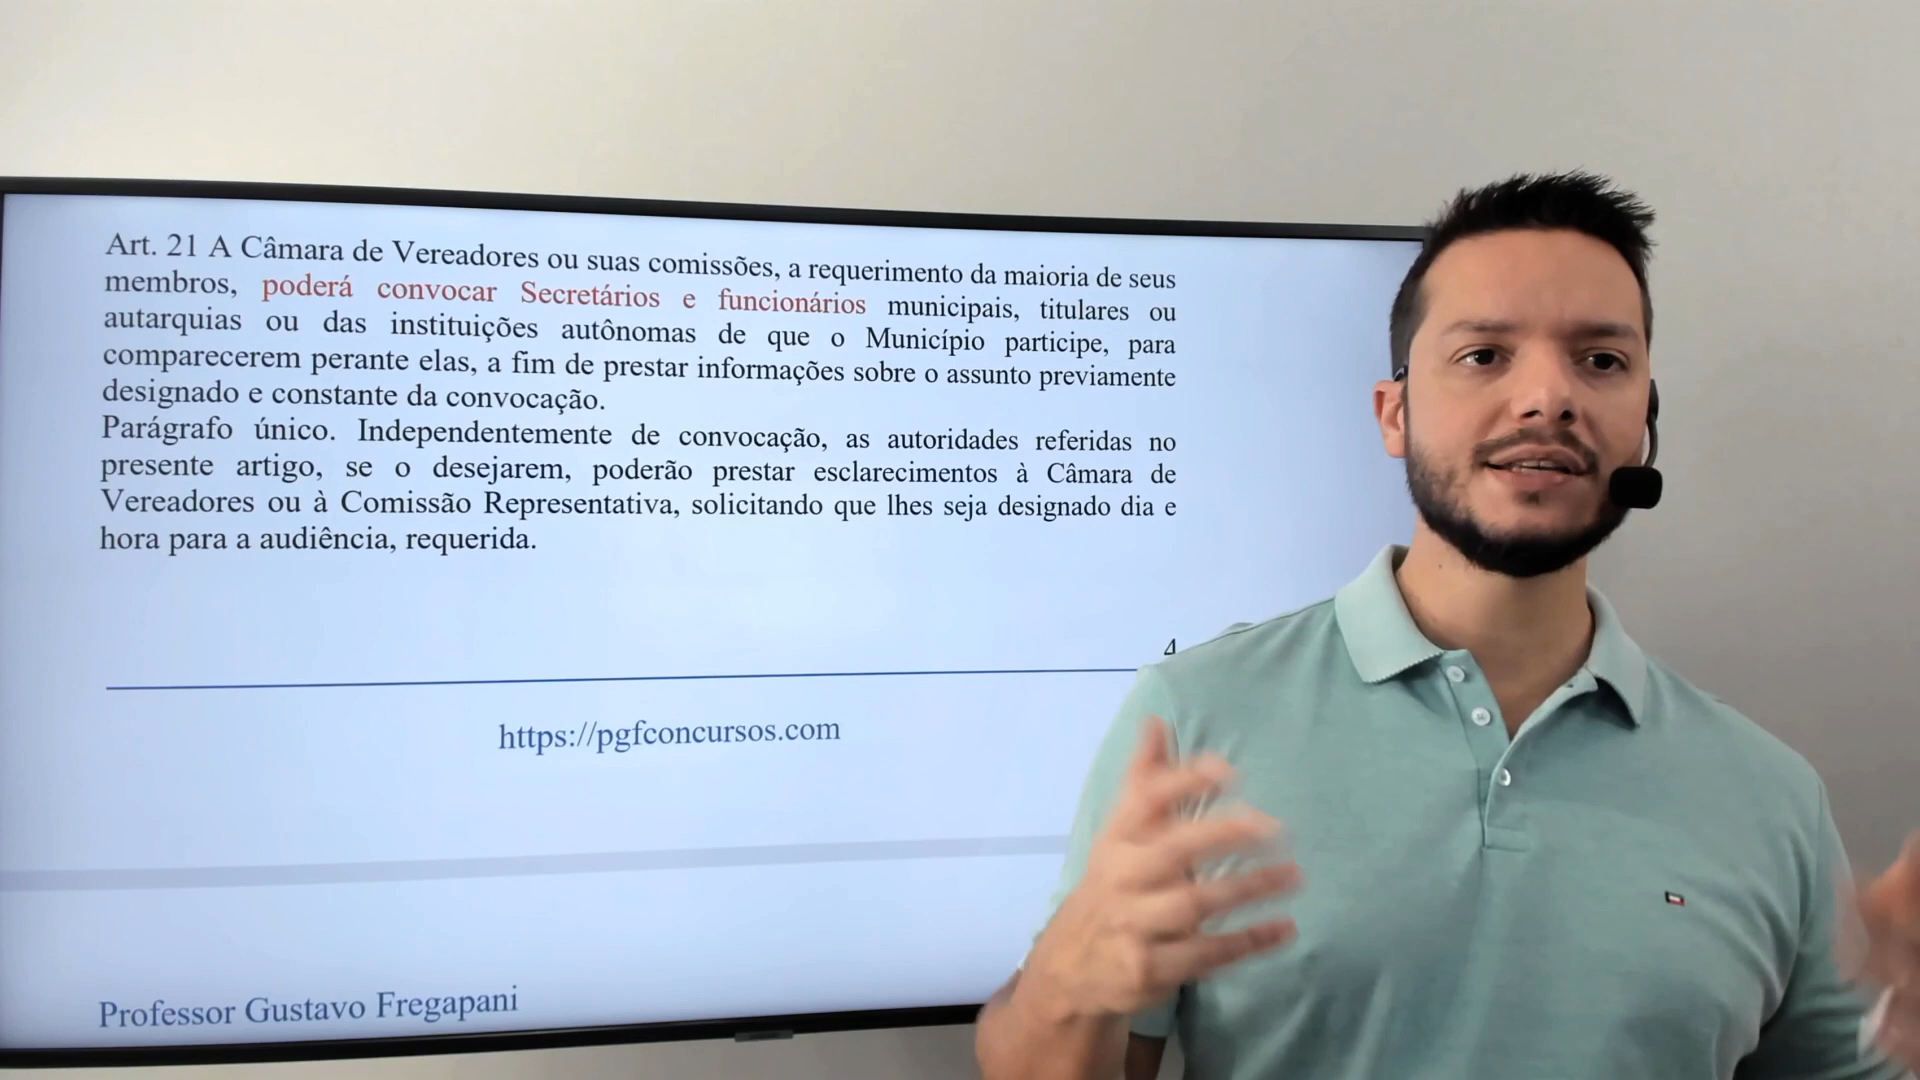 Art. 21 A Câmara de Vereadores ou suas comissões, a requerimento da maioria de seus
membros, poderá convocar Secretários e funcionários municipais, titulares ou
autarquias ou das instituições autônomas de que o Município participe, para
comparecerem perante elas, a fim de prestar informações sobre o assunto previamente
designado e constante da convocação.
Parágrafo único. Independentemente de convocação, as autoridades referidas no
presente artigo, se o desejarem, poderão prestar esclarecimentos à Câmara de
Vereadores ou à Comissão Representativa, solicitando que lhes seja designado dia e
hora para a audiência, requerida.
4
https://pgfconcursos.com
Professor Gustavo Fregapani